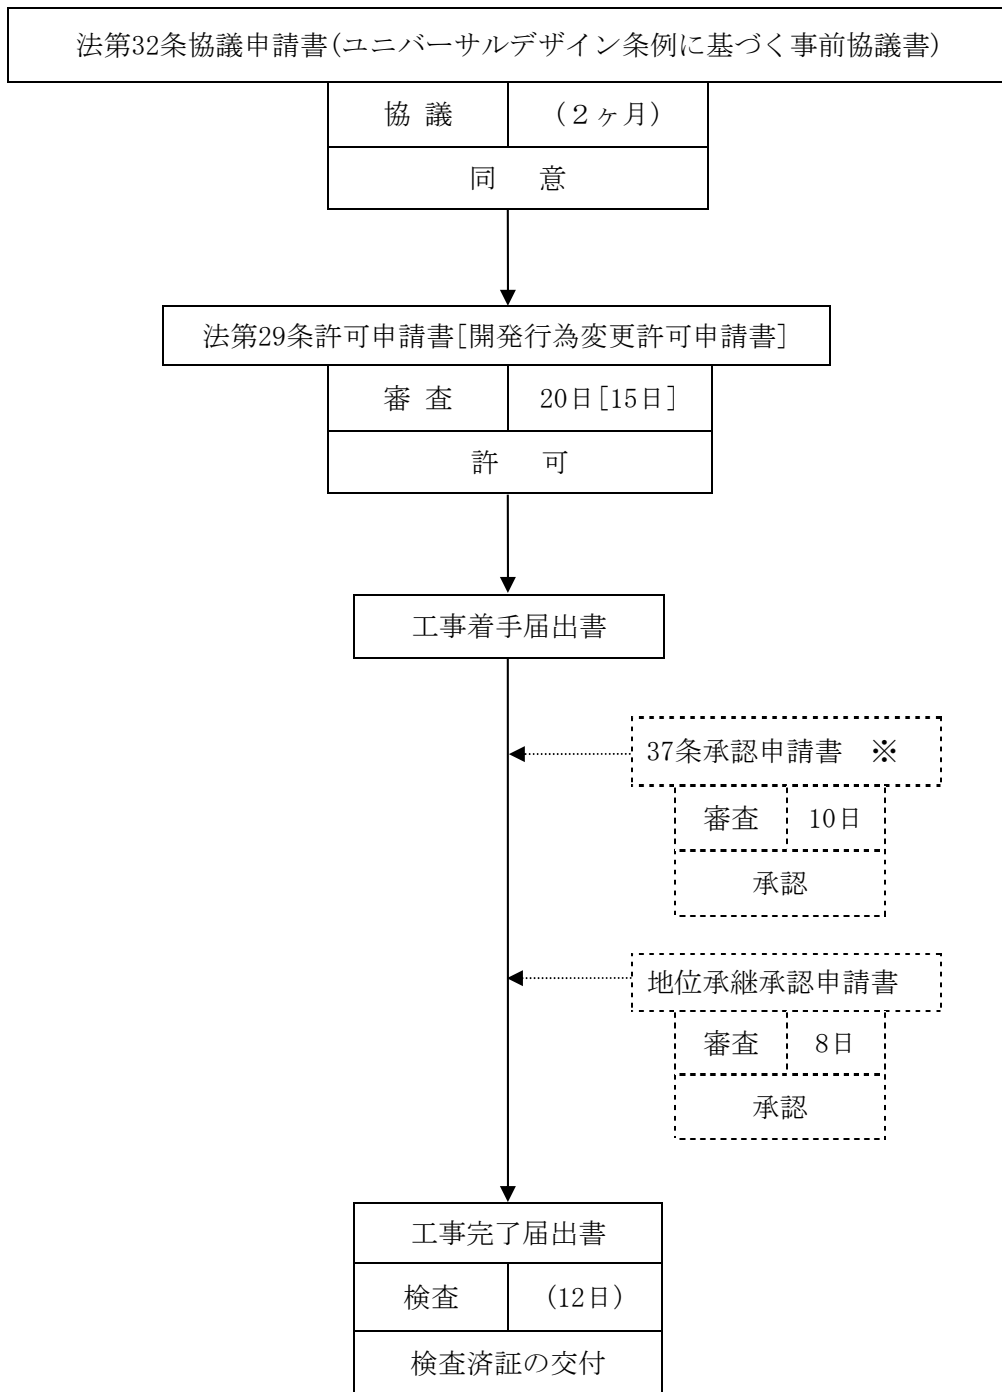 法第32条協議申請書(ユニバーサルデザイン条例に基づく事前協議書)
協 議 (2ヶ月)
同 意
法第29条許可申請書[開発行為変更許可申請書]
審 査 20日[15日]
許 可
工事着手届出書
37条承認申請書 ※
審査 10日
承認
地位承継承認申請書
審査 8日
承認
工事完了届出書
検査 (12日)
検査済証の交付